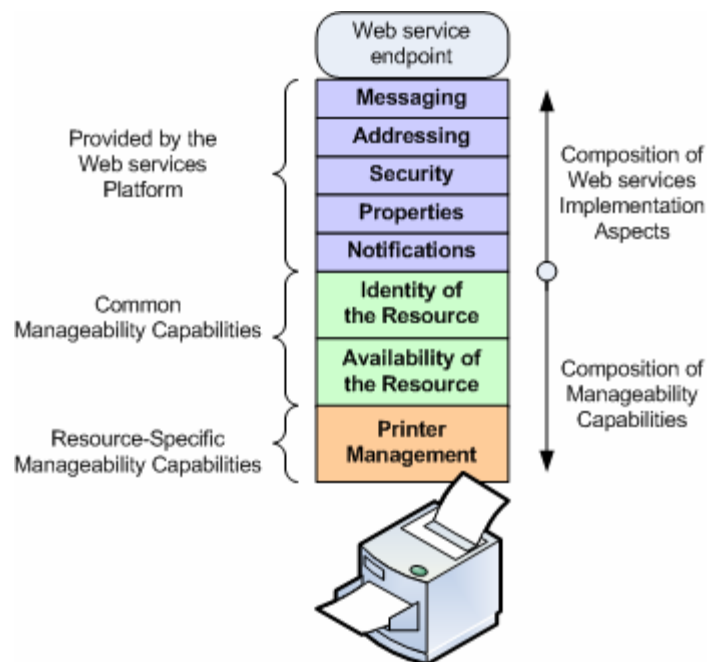 Web service
endpoint
Messaging
Addressing
Security
Properties
Notifications
Identity of
the Resource
Availability of
the Resource
Printer
Management
Provided by the
Web services
Platform
Common
Manageability Capabilities
Resource-Specific
Manageability Capabilities
Composition of
Web services
Implementation
Aspects
Composition of
Manageability
Capabilities